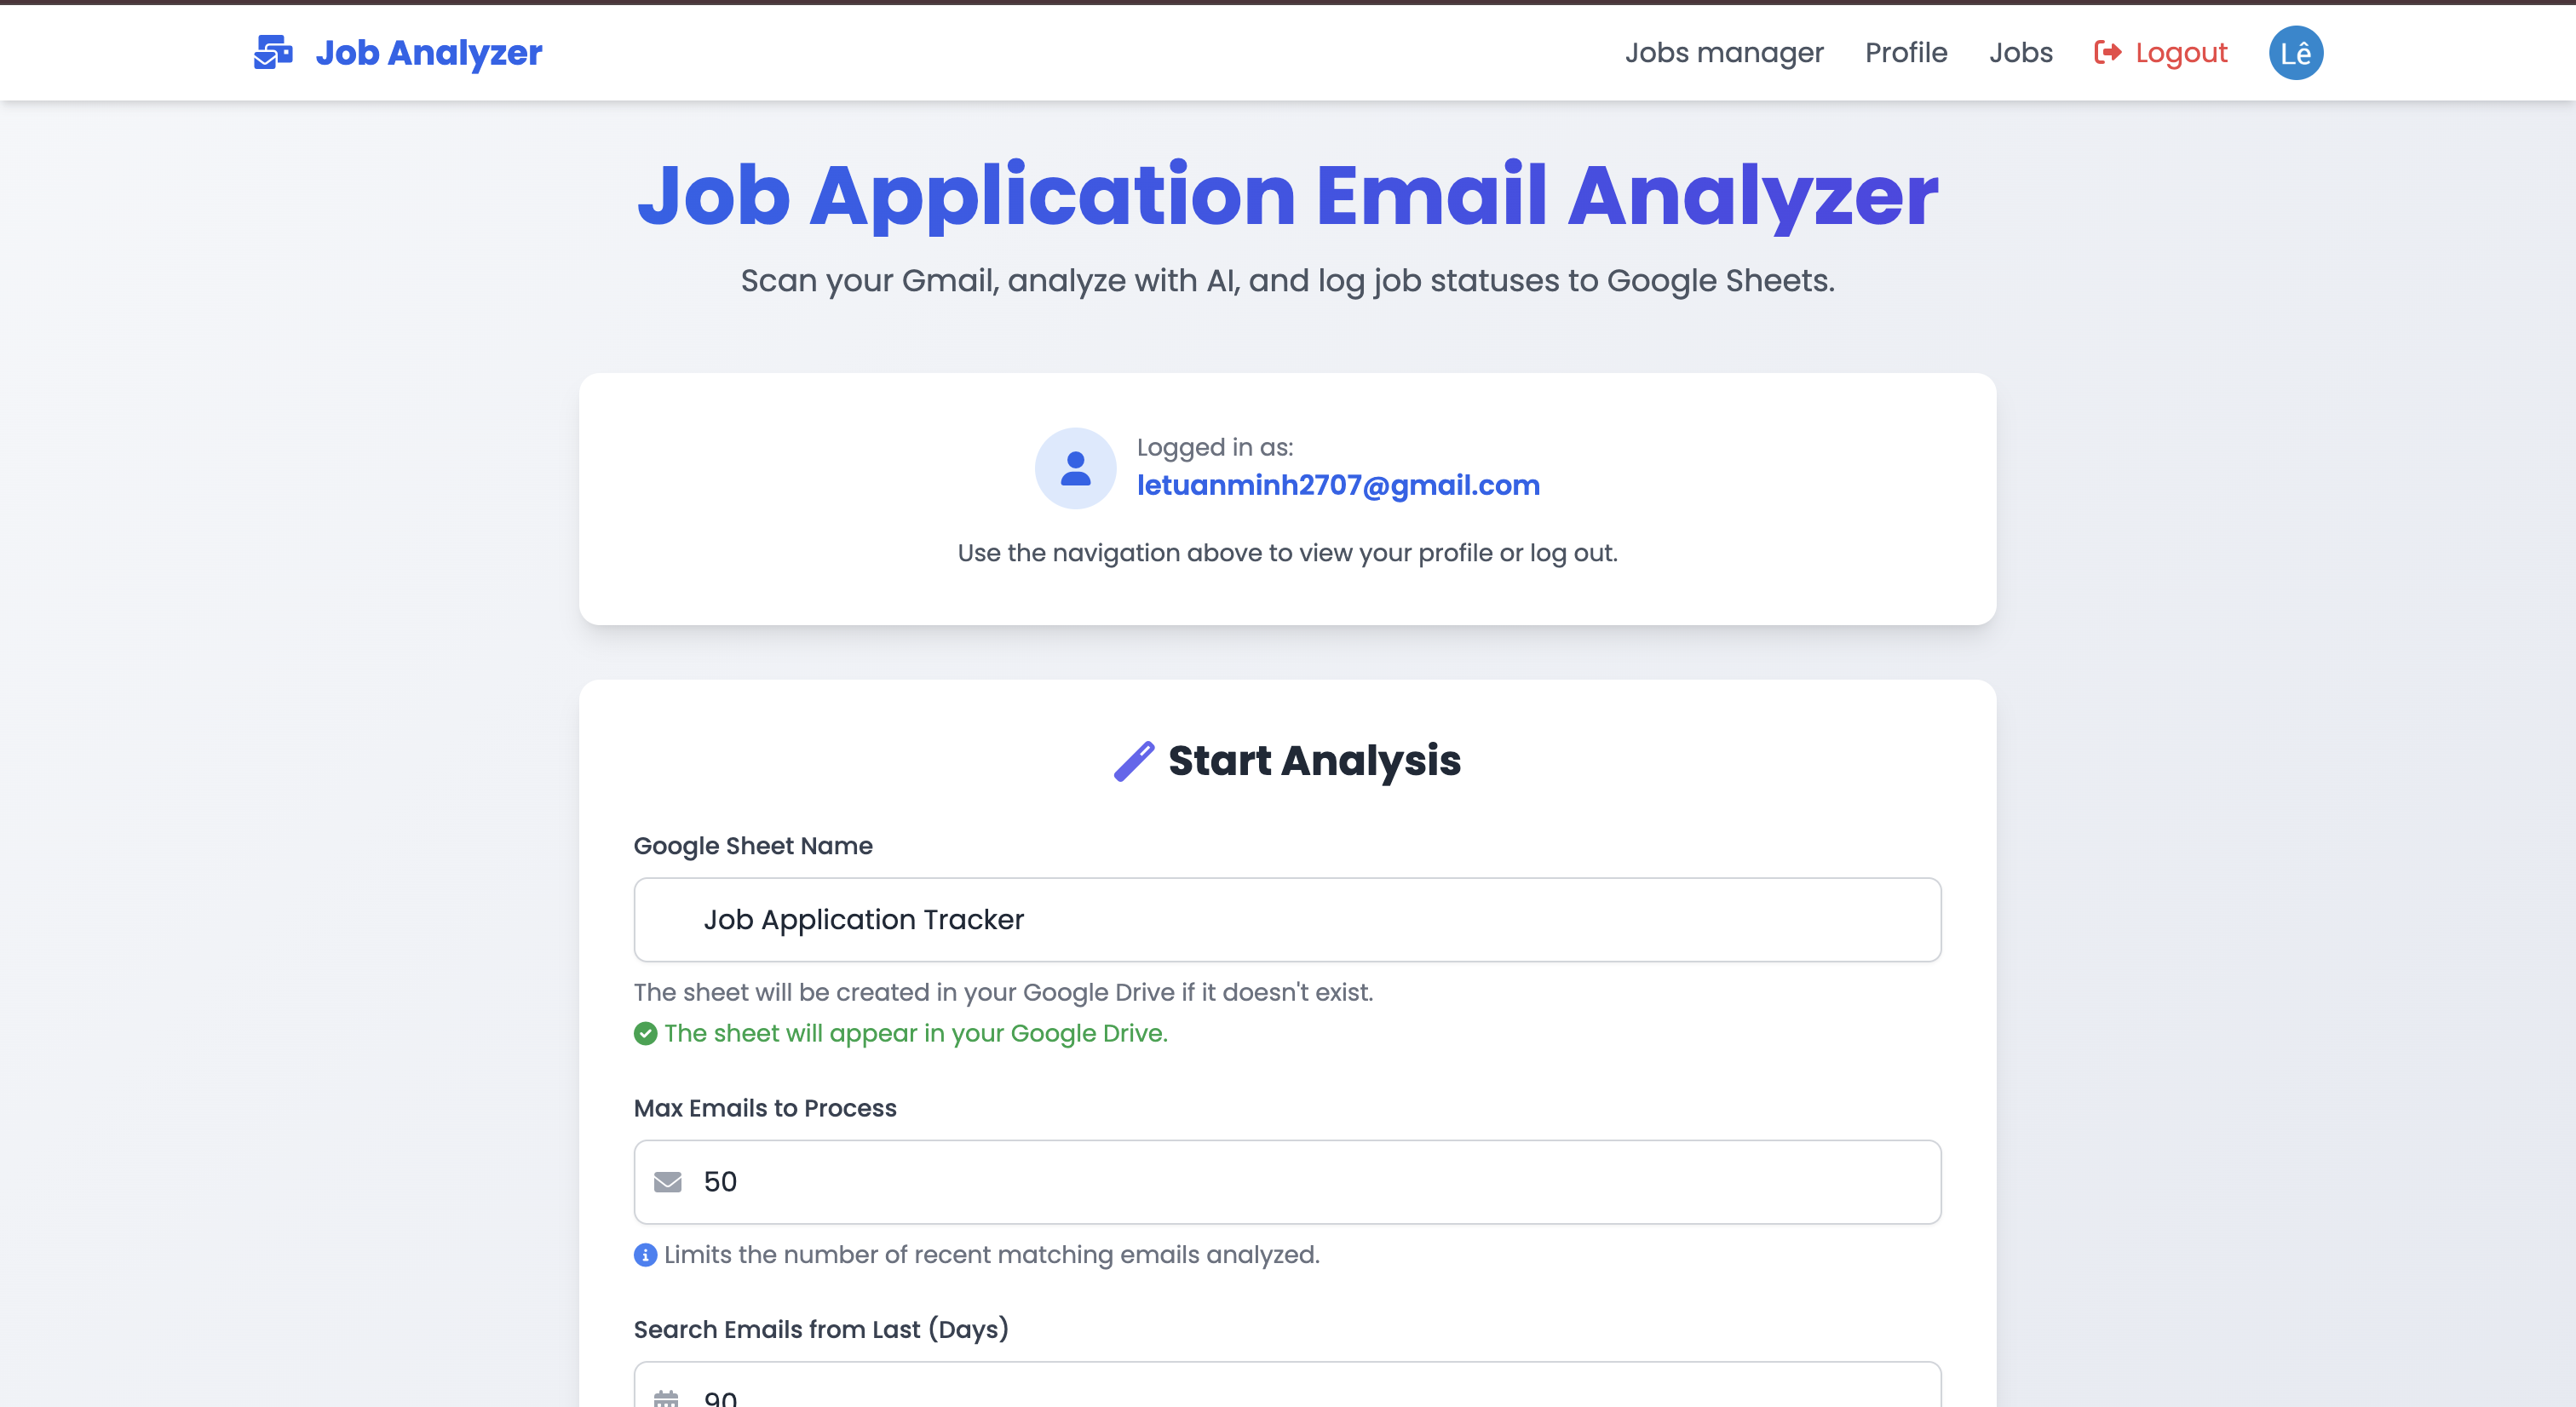 Job Analyzer
Jobs manager
Profile
Jobs
Logout
Lê
Job Application Email Analyzer
Scan your Gmail, analyze with AI, and log job statuses to Google Sheets.
Logged in as:
letuanminh2707@gmail.com
Use the navigation above to view your profile or log out.
Start Analysis
Google Sheet Name
Job Application Tracker
The sheet will be created in your Google Drive if it doesn't exist.
The sheet will appear in your Google Drive.
Max Emails to Process
50
Limits the number of recent matching emails analyzed.
Search Emails from Last (Days)
90